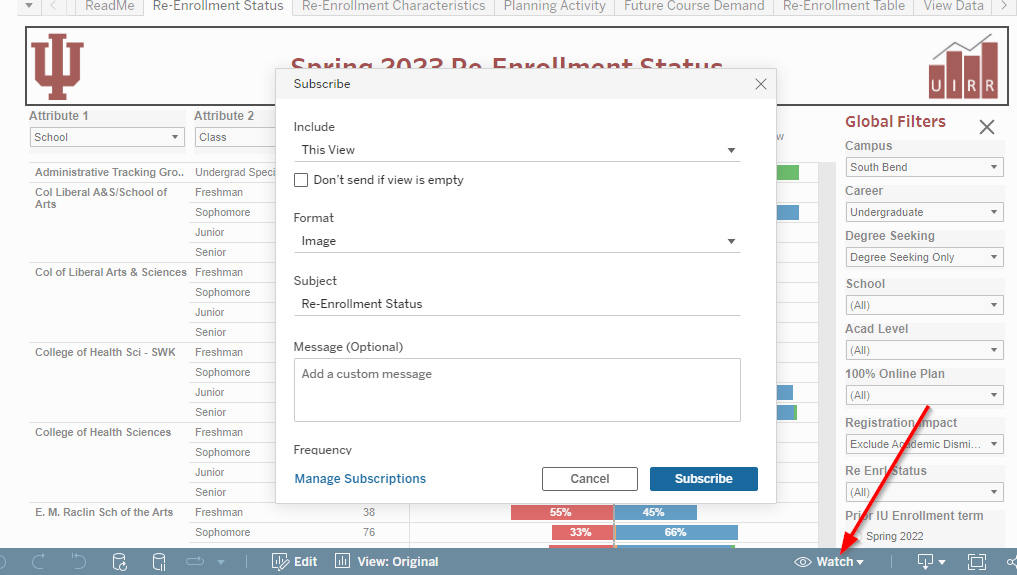 ReadMe Re-Enrollment Status Re-Enrollment Characteristics Planning Activity Future Course Demand Re-Enrollment Table View Data
Spring 2023 Re-Enrollment Status
UIRR
Attribute 1 Attribute 2
School Class
Administrative Tracking Gro.. Undergrad Speci
Col Liberal A&S/School of Arts Freshman
Sophomore
Junior
Senior
Col of Liberal Arts & Sciences Freshman
Sophomore
Junior
Senior
College of Health Sci - SWK Freshman
Sophomore
Junior
Senior
College of Health Sciences Freshman
Sophomore
Junior
Senior
E. M. Raclin Sch of the Arts Freshman 38 55% 45%
Sophomore 76 33% 66%
Subscribe
Include
This View
Don't send if view is empty
Format
Image
Subject
Re-Enrollment Status
Message (Optional)
Add a custom message
Frequency
Manage Subscriptions Cancel Subscribe
Global Filters
Campus
South Bend
Career
Undergraduate
Degree Seeking
Degree Seeking Only
School
(All)
Acad Level
(All)
100% Online Plan
(All)
Registration Impact
Exclude Academic Dismi...
Re Enrl Status
(All)
Prior IU Enrollment term
Spring 2022
Edit View: Original Watch